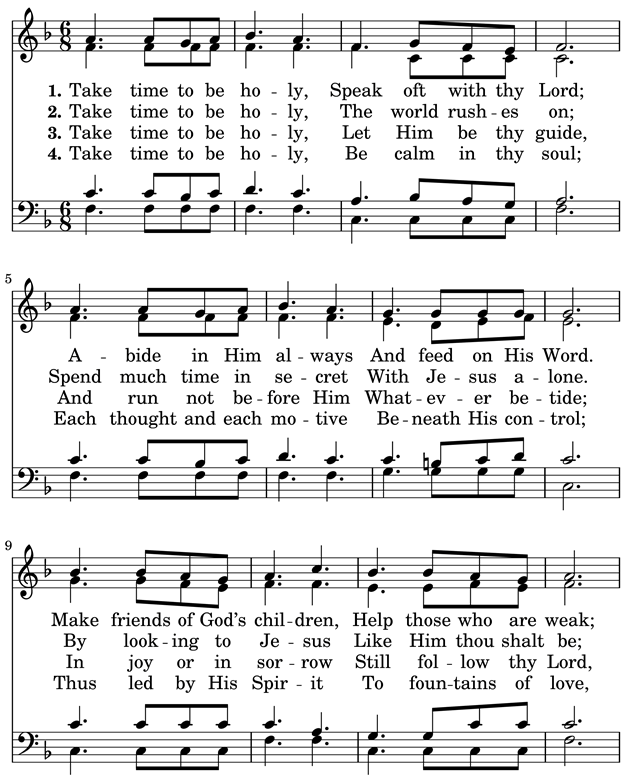 6
8
1. Take time to be ho - ly, Speak oft with thy Lord;
2. Take time to be ho - ly, The world rush - es on;
3. Take time to be ho - ly, Let Him be thy guide,
4. Take time to be ho - ly, Be calm in thy soul;
6
8
5
A - bide in Him al - ways And feed on His Word.
Spend much time in se - cret With Je - sus a - lone.
And run not be - fore Him What - ev - er be - tide;
Each thought and each mo - tive Be - neath His con - trol;
9
Make friends of God's chil - dren, Help those who are weak;
By look - ing to Je - sus Like Him thou shalt be;
In joy or in sor - row Still fol - low thy Lord,
Thus led by His Spir - it To foun - tains of love,